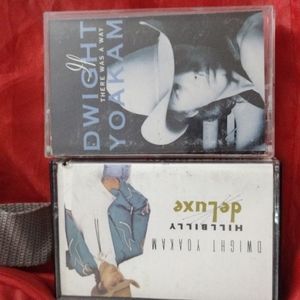 If
THERE WAS A WAY
DWIGHT
YOAKAM
DWIGHT YOAKAM
HILLBILLY
deLuxe